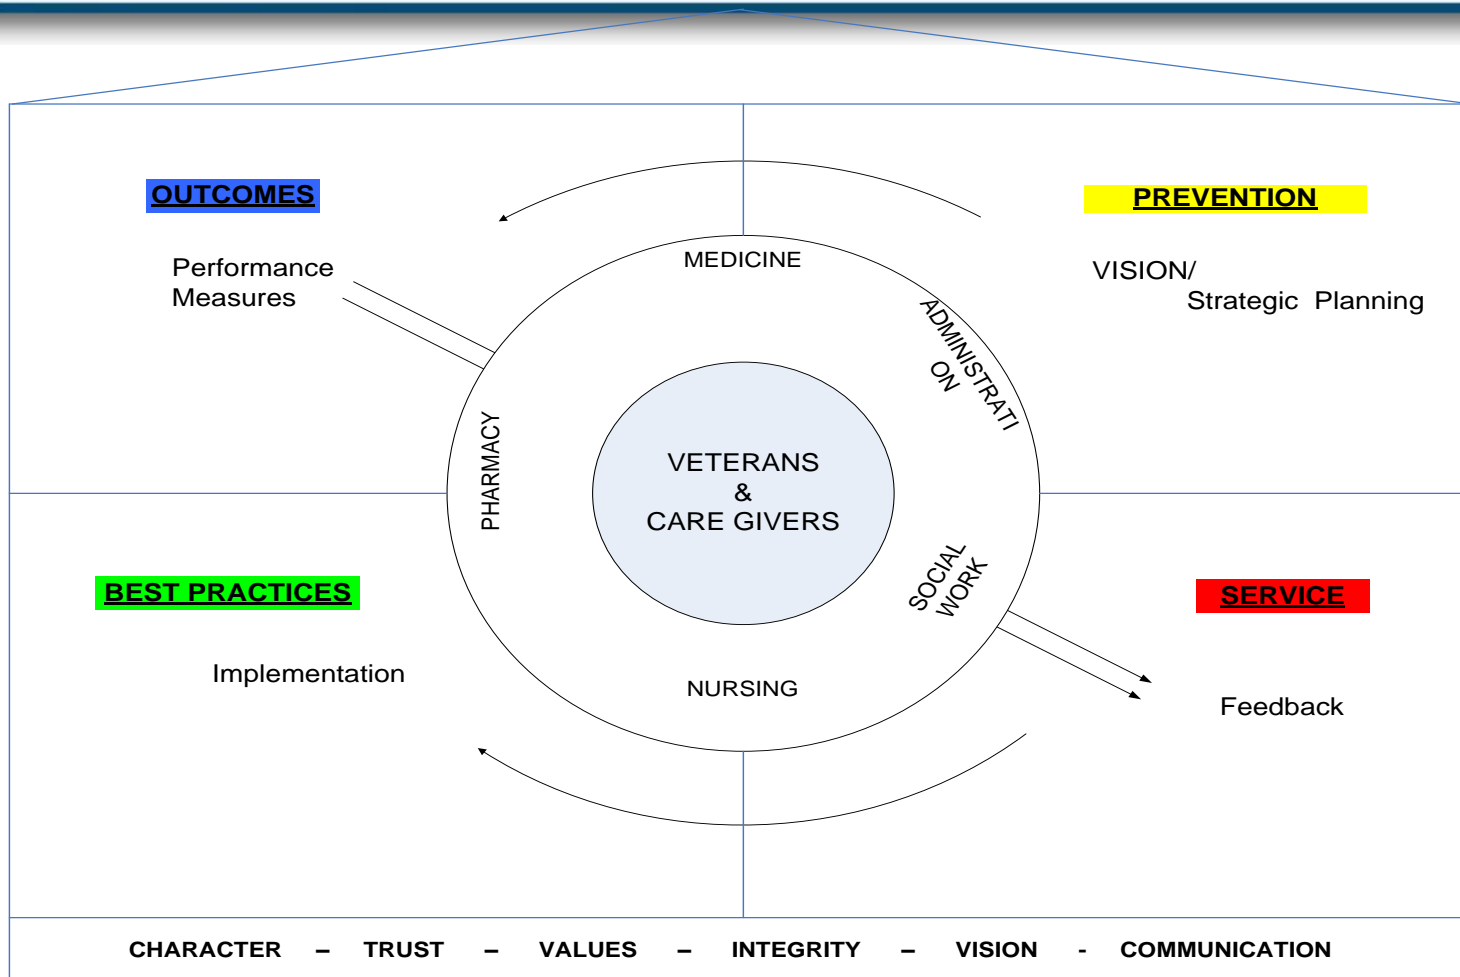 OUTCOMES
Performance
Measures
PREVENTION
VISION/
Strategic Planning
MEDICINE
ADMINISTRATI
ON
PHARMACY
VETERANS
&
CARE GIVERS
SOCIAL
WORK
NURSING
BEST PRACTICES
Implementation
SERVICE
Feedback
CHARACTER – TRUST – VALUES – INTEGRITY – VISION - COMMUNICATION